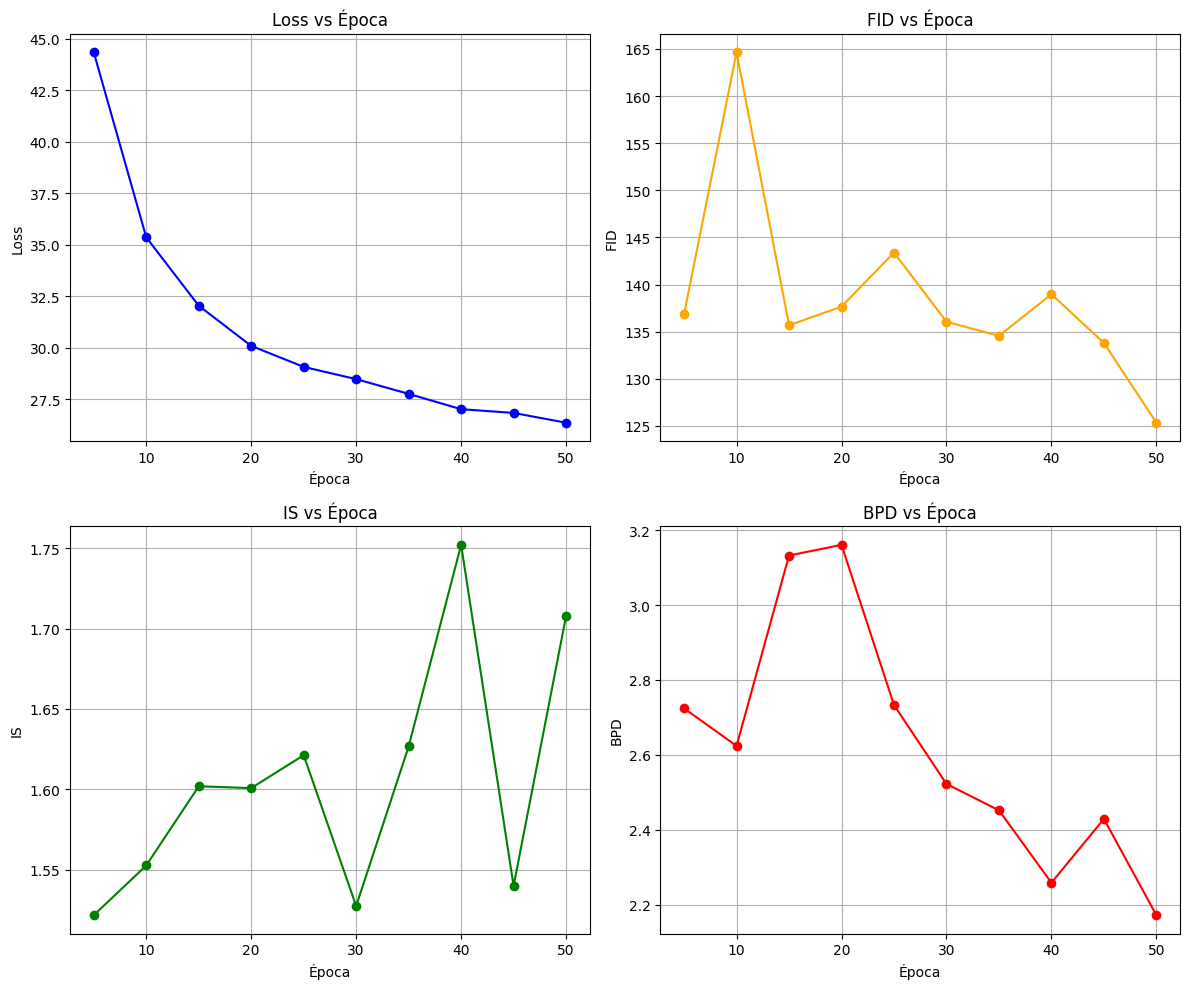 Loss vs Época
45.0
42.5
40.0
37.5
35.0
32.5
30.0
27.5
Loss
10 20 30 40 50
Época
FID vs Época
165
160
155
150
145
140
135
130
125
FID
10 20 30 40 50
Época
IS vs Época
1.75
1.70
1.65
1.60
1.55
IS
10 20 30 40 50
Época
BPD vs Época
3.2
3.0
2.8
2.6
2.4
2.2
BPD
10 20 30 40 50
Época